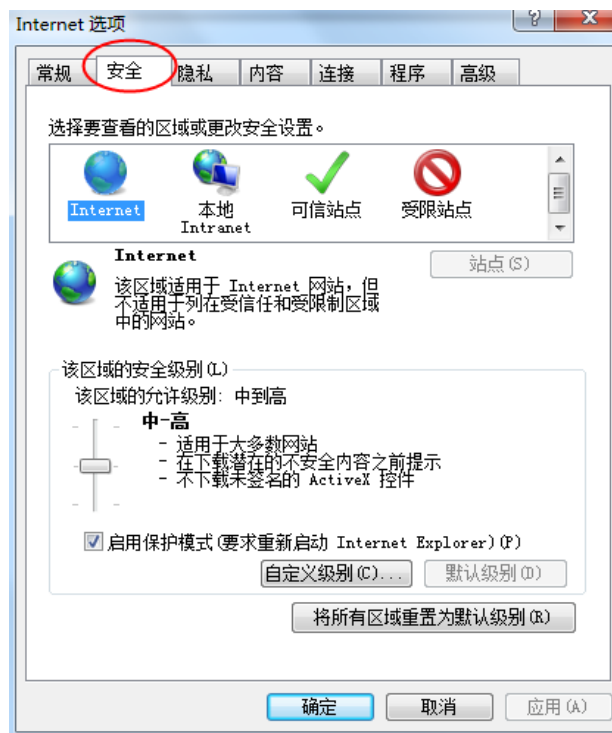 Internet 选项
常规 安全 隐私 内容 连接 程序 高级
选择要查看的区域或更改安全设置。
Internet 本地 可信站点 受限站点
Intranet
Internet
站点(S)
该区域适用于 Internet 网站，但
不适用于列在受信任和受限制区域
中的网站。
该区域的安全级别(L)
该区域的允许级别: 中到高
中-高
- 适用于大多数网站
- 在下载潜在的不安全内容之前提示
- 不下载未签名的 ActiveX 控件
启用保护模式(要求重新启动 Internet Explorer)(P)
自定义级别(C)... 默认级别(D)
将所有区域重置为默认级别(R)
确定 取消 应用(A)